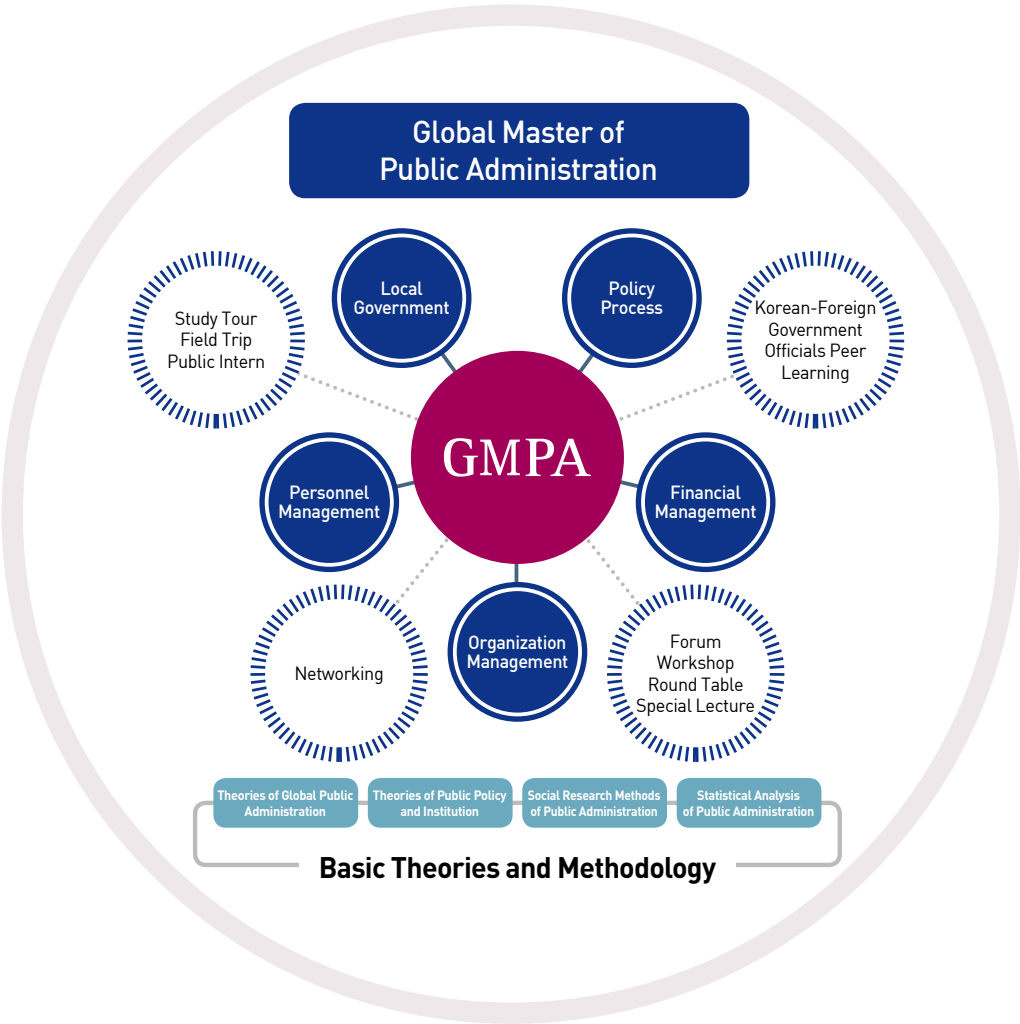 Global Master of
Public Administration
Local
Government
Policy
Process
Study Tour
Field Trip
Public Intern
Korean-Foreign
Government
Officials Peer
Learning
GMPA
Personnel
Management
Financial
Management
Networking
Organization
Management
Forum
Workshop
Round Table
Special Lecture
Theories of Global Public
Administration
Theories of Public Policy
and Institution
Social Research Methods
of Public Administration
Statistical Analysis
of Public Administration
Basic Theories and Methodology